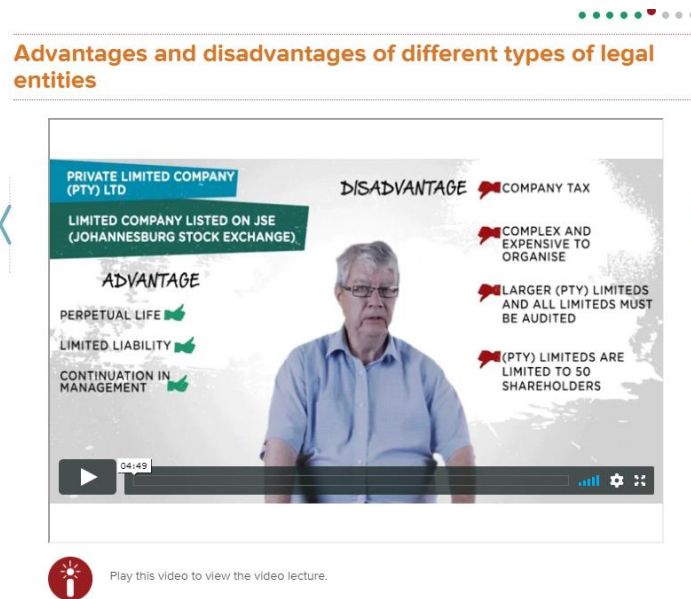 Advantages and disadvantages of different types of legal
entities
PRIVATE LIMITED COMPANY
(PTY) LTD
LIMITED COMPANY LISTED ON JSE
(JOHANNESBURG STOCK EXCHANGE)
ADVANTAGE
PERPETUAL LIFE
LIMITED LIABILITY
CONTINUATION IN
MANAGEMENT
DISADVANTAGE
COMPANY TAX
COMPLEX AND
EXPENSIVE TO
ORGANISE
LARGER (PTY) LIMITEDS
AND ALL LIMITEDS MUST
BE AUDITED
(PTY) LIMITEDS ARE
LIMITED TO 50
SHAREHOLDERS
04:49
Play this video to view the video lecture.